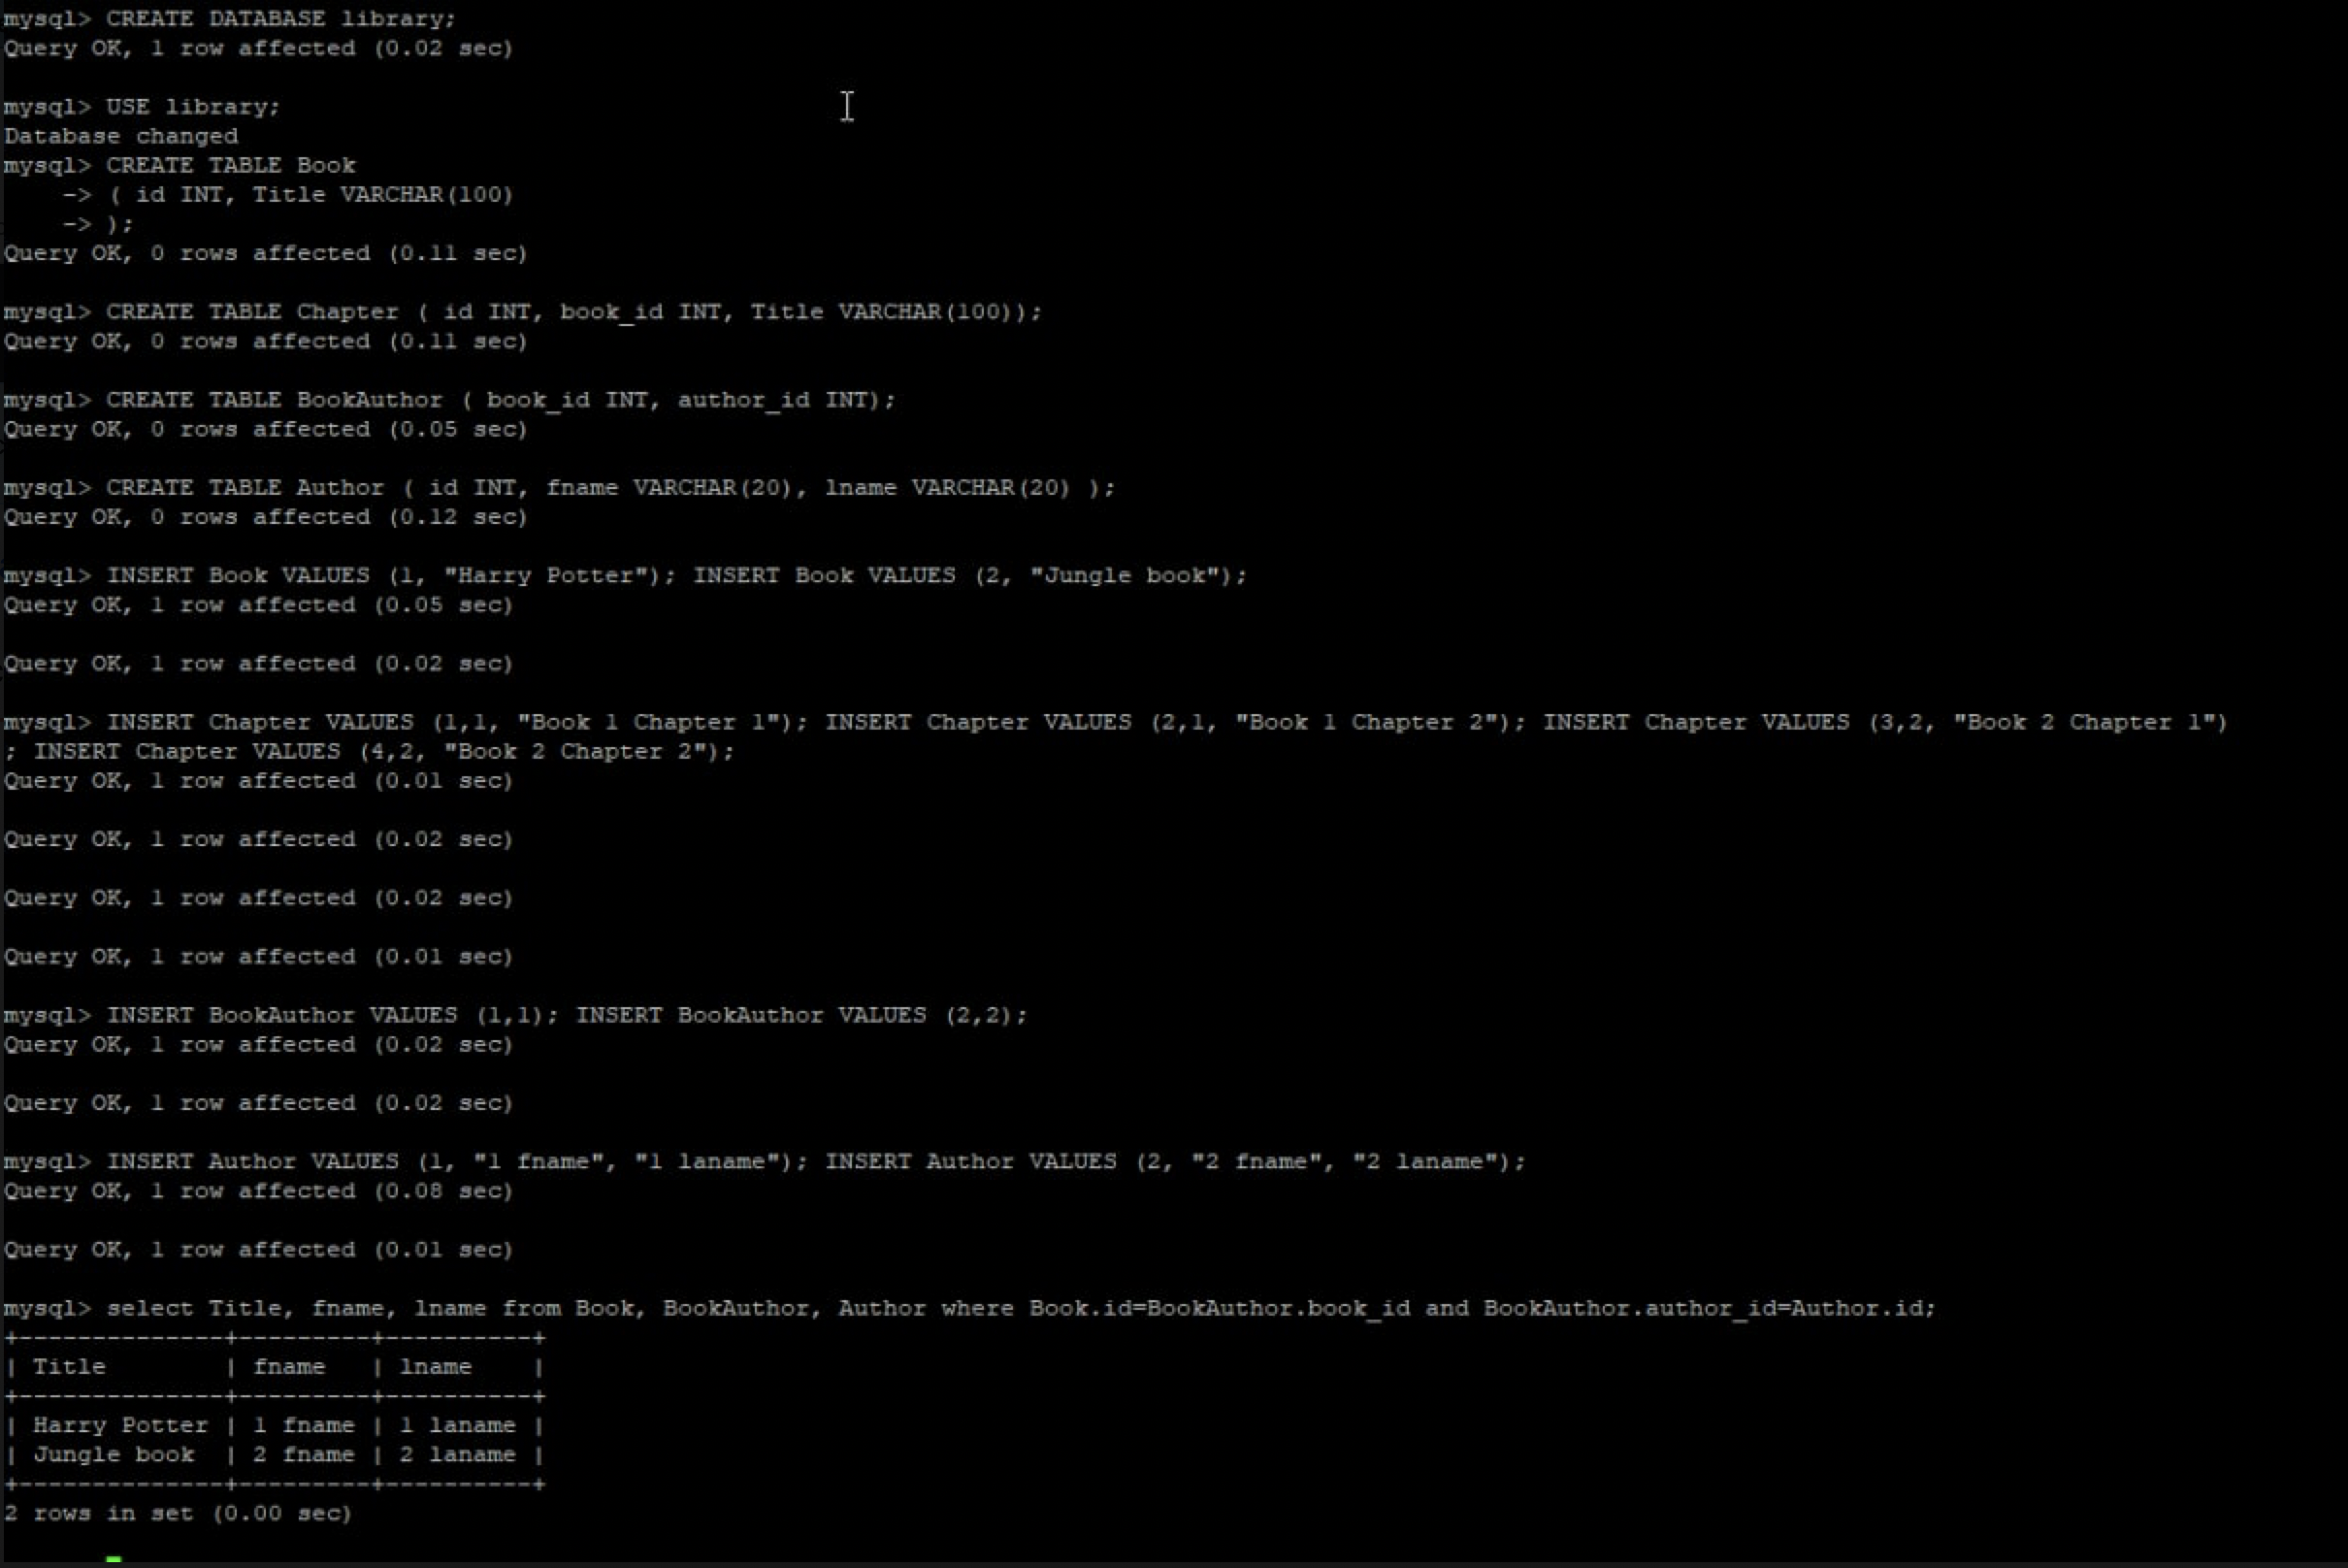 mysql> CREATE DATABASE library;
Query OK, 1 row affected (0.02 sec)
mysql> USE library;
Database changed
mysql> CREATE TABLE Book
    -> ( id INT, Title VARCHAR(100)
    -> );
Query OK, 0 rows affected (0.11 sec)
mysql> CREATE TABLE Chapter ( id INT, book_id INT, Title VARCHAR(100));
Query OK, 0 rows affected (0.11 sec)
mysql> CREATE TABLE BookAuthor ( book_id INT, author_id INT);
Query OK, 0 rows affected (0.05 sec)
mysql> CREATE TABLE Author ( id INT, fname VARCHAR(20), lname VARCHAR(20) );
Query OK, 0 rows affected (0.12 sec)
mysql> INSERT Book VALUES (1, "Harry Potter"); INSERT Book VALUES (2, "Jungle book");
Query OK, 1 row affected (0.05 sec)
Query OK, 1 row affected (0.02 sec)
mysql> INSERT Chapter VALUES (1,1, "Book 1 Chapter 1"); INSERT Chapter VALUES (2,1, "Book 1 Chapter 2"); INSERT Chapter VALUES (3,2, "Book 2 Chapter 1")
; INSERT Chapter VALUES (4,2, "Book 2 Chapter 2");
Query OK, 1 row affected (0.01 sec)
Query OK, 1 row affected (0.02 sec)
Query OK, 1 row affected (0.02 sec)
Query OK, 1 row affected (0.01 sec)
mysql> INSERT BookAuthor VALUES (1,1); INSERT BookAuthor VALUES (2,2);
Query OK, 1 row affected (0.02 sec)
Query OK, 1 row affected (0.02 sec)
mysql> INSERT Author VALUES (1, "1 fname", "1 laname"); INSERT Author VALUES (2, "2 fname", "2 laname");
Query OK, 1 row affected (0.08 sec)
Query OK, 1 row affected (0.01 sec)
mysql> select Title, fname, lname from Book, BookAuthor, Author where Book.id=BookAuthor.book_id and BookAuthor.author_id=Author.id;
+--------------+---------+----------+
| Title        | fname   | lname    |
+--------------+---------+----------+
| Harry Potter | 1 fname | 1 laname |
| Jungle book  | 2 fname | 2 laname |
+--------------+---------+----------+
2 rows in set (0.00 sec)